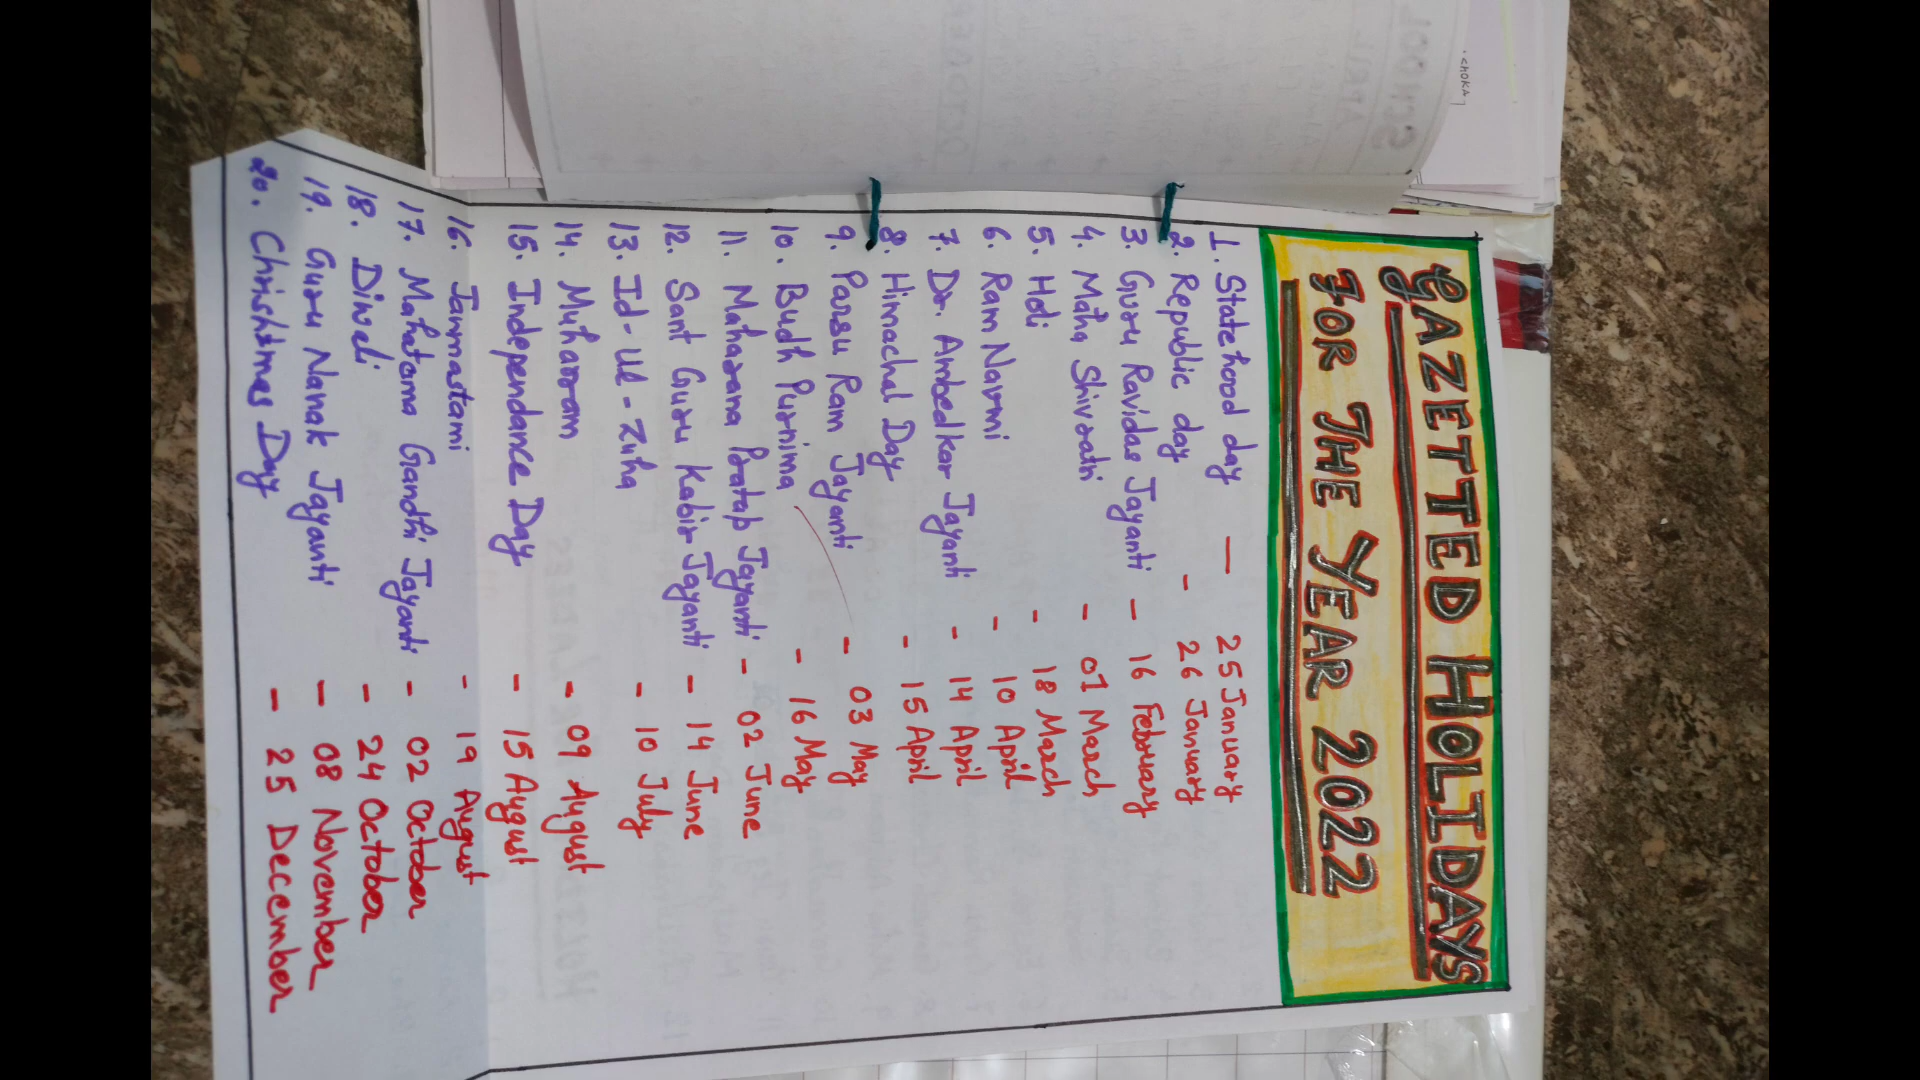 GAZETTED HOLIDAYS
FOR THE YEAR 2022
1. Statehood day — 25 January
2. Republic day - 26 January
3. Guru Ravidas Jayanti - 16 February
4. Maha Shivratri - 01 March
5. Holi - 18 March
6. Ram Navmi - 10 April
7. Dr. Ambedkar Jayanti - 14 April
8. Himachal Day - 15 April
9. Parsu Ram Jayanti - 03 May
10. Budh Purnima - 16 May
11. Maharana Pratap Jayanti - 02 June
12. Sant Guru Kabir Jayanti - 14 June
13. Id-Ul-Zuha - 10 July
14. Muharram - 09 August
15. Independance Day - 15 August
16. Janmastami - 19 August
17. Mahatama Gandhi Jayanti - 02 October
18. Diwali - 24 October
19. Guru Nanak Jayanti - 08 November
20. Chrishtmas Day - 25 December